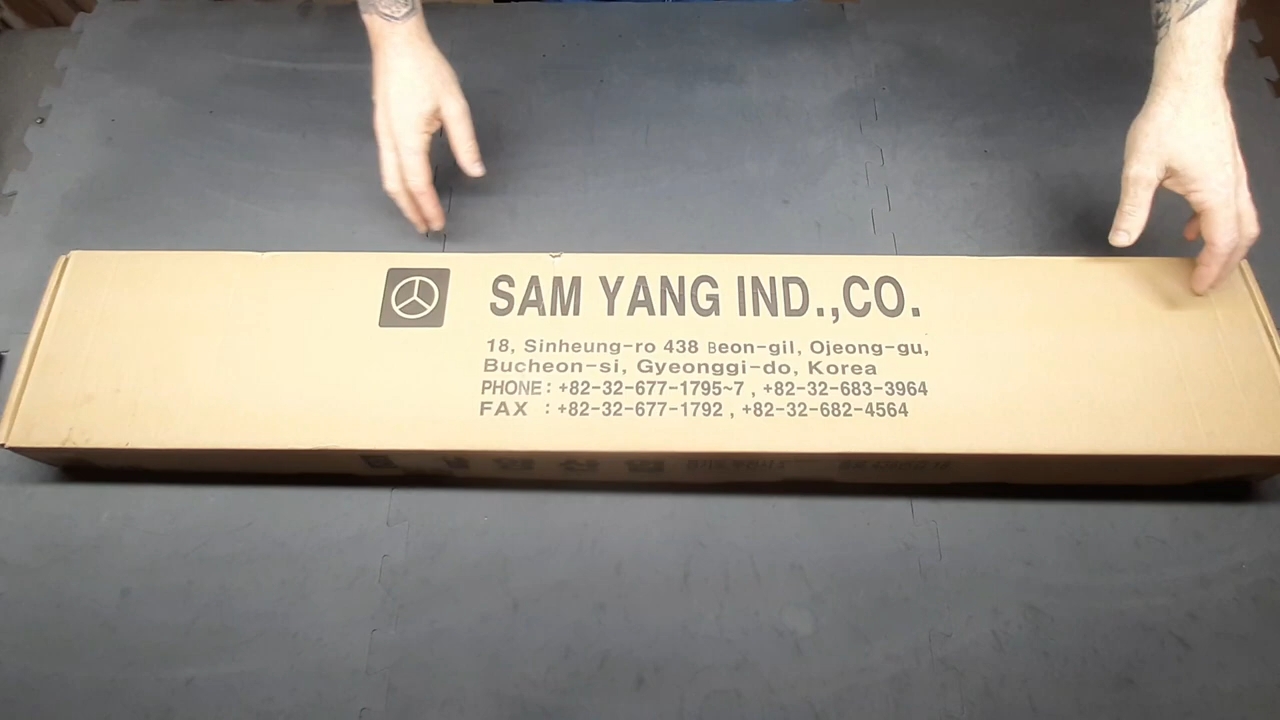 SAM YANG IND.,CO.
18, Sinheung-ro 438 Beon-gil, Ojeong-gu,
Bucheon-si, Gyeonggi-do, Korea
PHONE : +82-32-677-1795~7 , +82-32-683-3964
FAX : +82-32-677-1792 , +82-32-682-4564